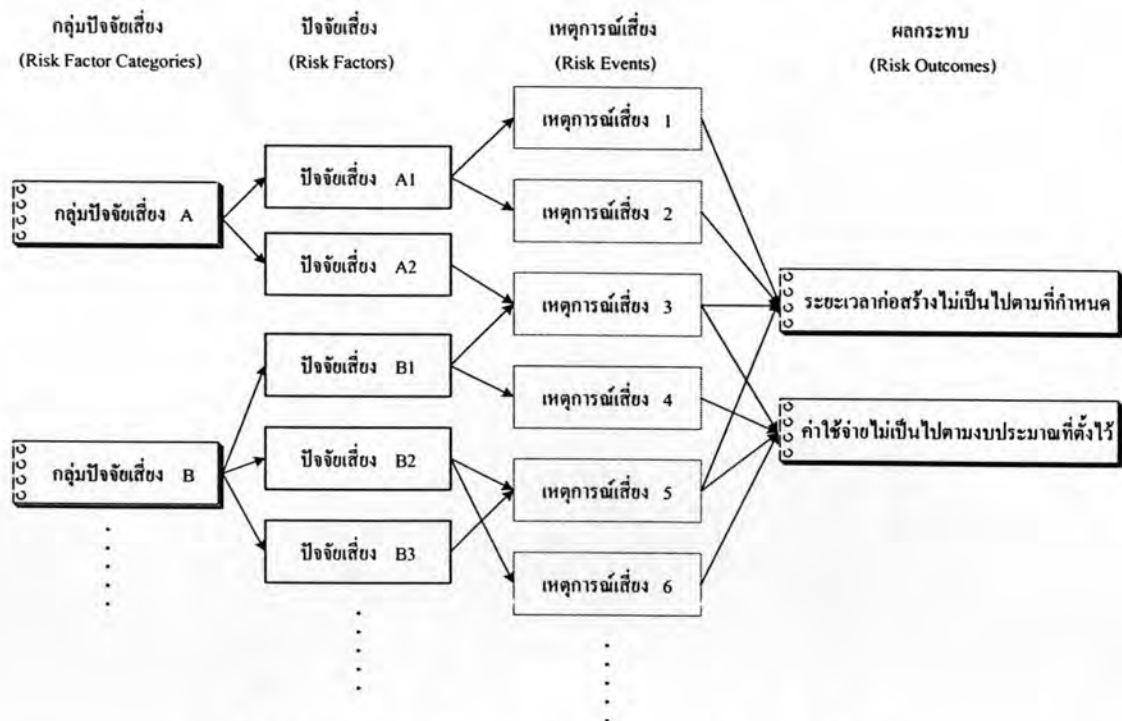 กลุ่มปัจจัยเสี่ยง
(Risk Factor Categories)
ปัจจัยเสี่ยง
(Risk Factors)
เหตุการณ์เสี่ยง
(Risk Events)
ผลกระทบ
(Risk Outcomes)
กลุ่มปัจจัยเสี่ยง A
กลุ่มปัจจัยเสี่ยง B
ปัจจัยเสี่ยง A1
ปัจจัยเสี่ยง A2
ปัจจัยเสี่ยง B1
ปัจจัยเสี่ยง B2
ปัจจัยเสี่ยง B3
เหตุการณ์เสี่ยง 1
เหตุการณ์เสี่ยง 2
เหตุการณ์เสี่ยง 3
เหตุการณ์เสี่ยง 4
เหตุการณ์เสี่ยง 5
เหตุการณ์เสี่ยง 6
ระยะเวลาก่อสร้างไม่เป็นไปตามที่กำหนด
ค่าใช้จ่ายไม่เป็นไปตามงบประมาณที่ตั้งไว้